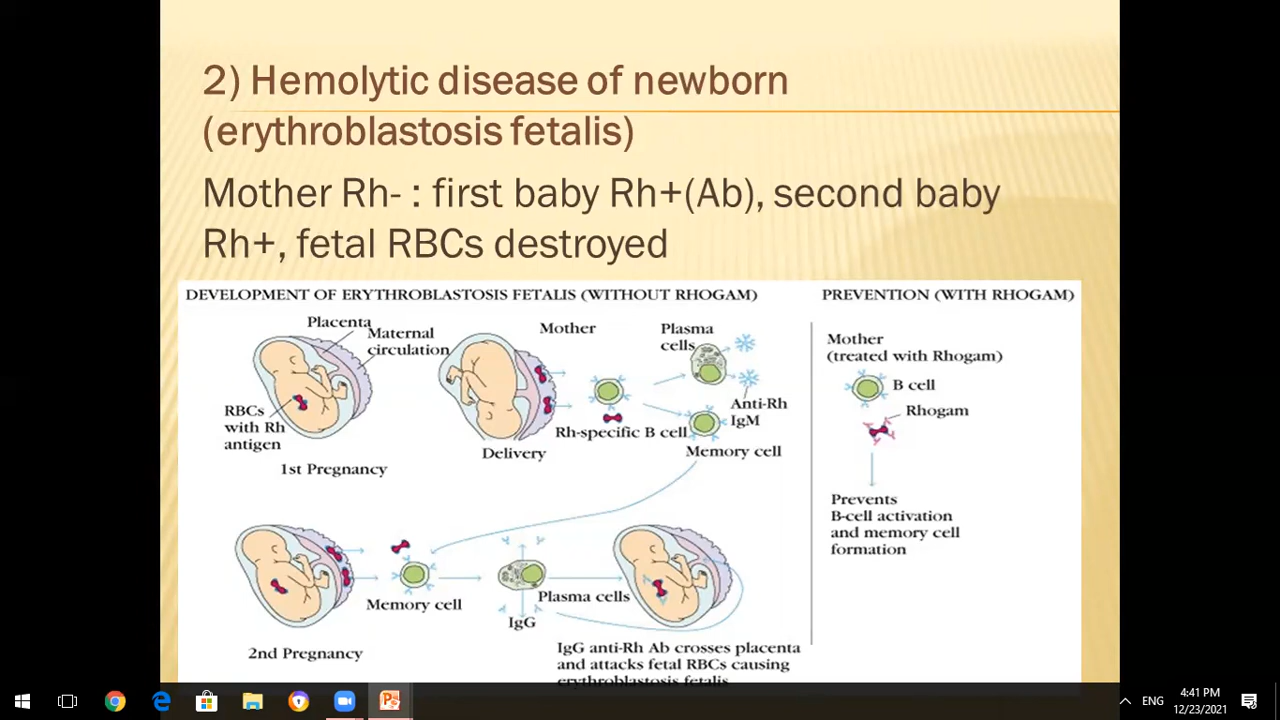 2) Hemolytic disease of newborn
(erythroblastosis fetalis)
Mother Rh- : first baby Rh+(Ab), second baby
Rh+, fetal RBCs destroyed
DEVELOPMENT OF ERYTHROBLASTOSIS FETALIS (WITHOUT RHOGAM)
Placenta
Maternal
circulation
RBCs
with Rh
antigen
1st Pregnancy
Delivery
Mother
Rh-specific B cell
Plasma
cells
Anti-Rh
IgM
Memory cell
2nd Pregnancy
Memory cell
IgG
Plasma cells
IgG anti-Rh Ab crosses placenta
and attacks fetal RBCs causing
erythroblastosis fetalis
PREVENTION (WITH RHOGAM)
Mother
(treated with Rhogam)
B cell
Rhogam
Prevents
B-cell activation
and memory cell
formation
ENG
4:41 PM
12/23/2021